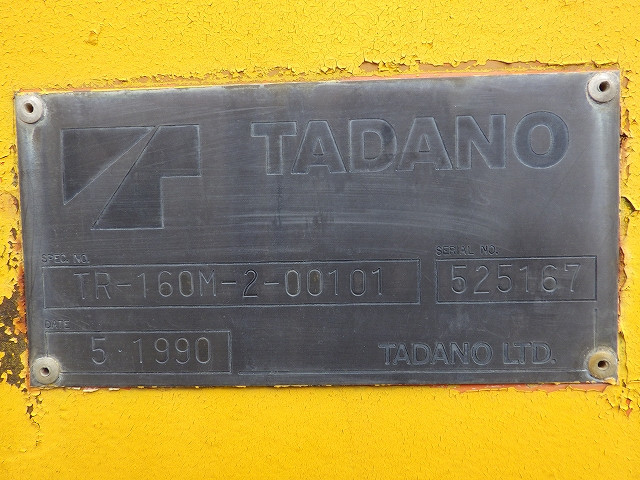 TADANO
SPEC. NO.
TR-160M-2-00101
SERIAL NO.
525167
DATE
5・1990
TADANO LTD.